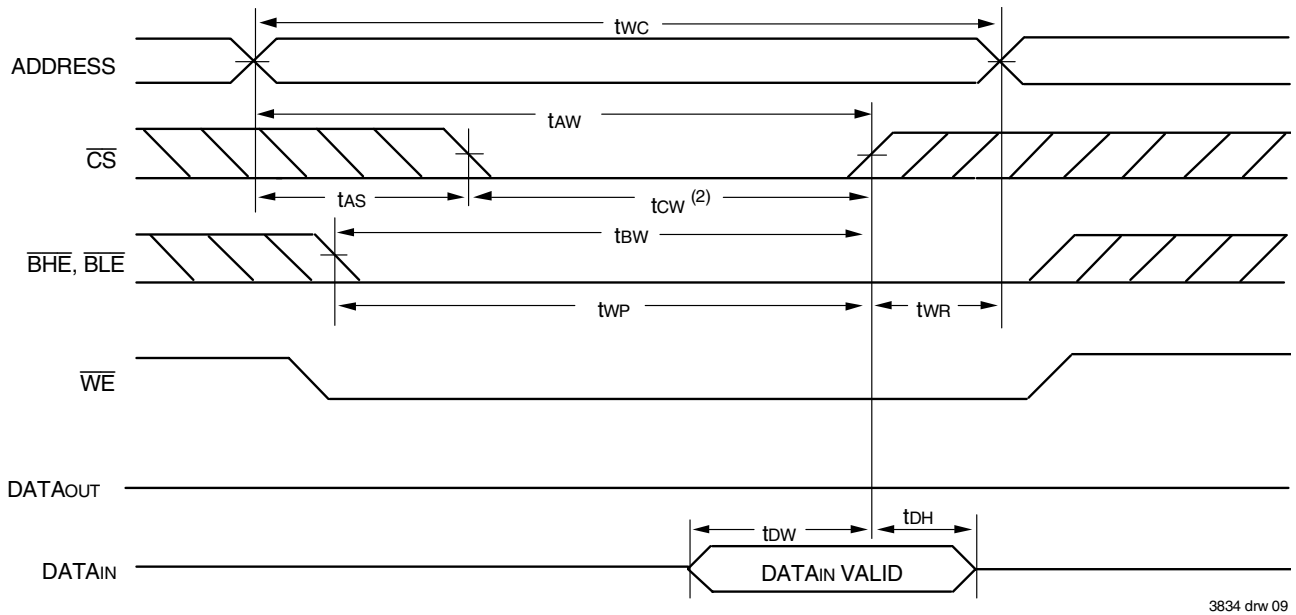 tWC
ADDRESS
tAW
CS
tAS
tCW (2)
tBW
BHE, BLE
tWP
tWR
WE
DATAOUT
tDW
tDH
DATAIN
DATAIN VALID
3834 drw 09